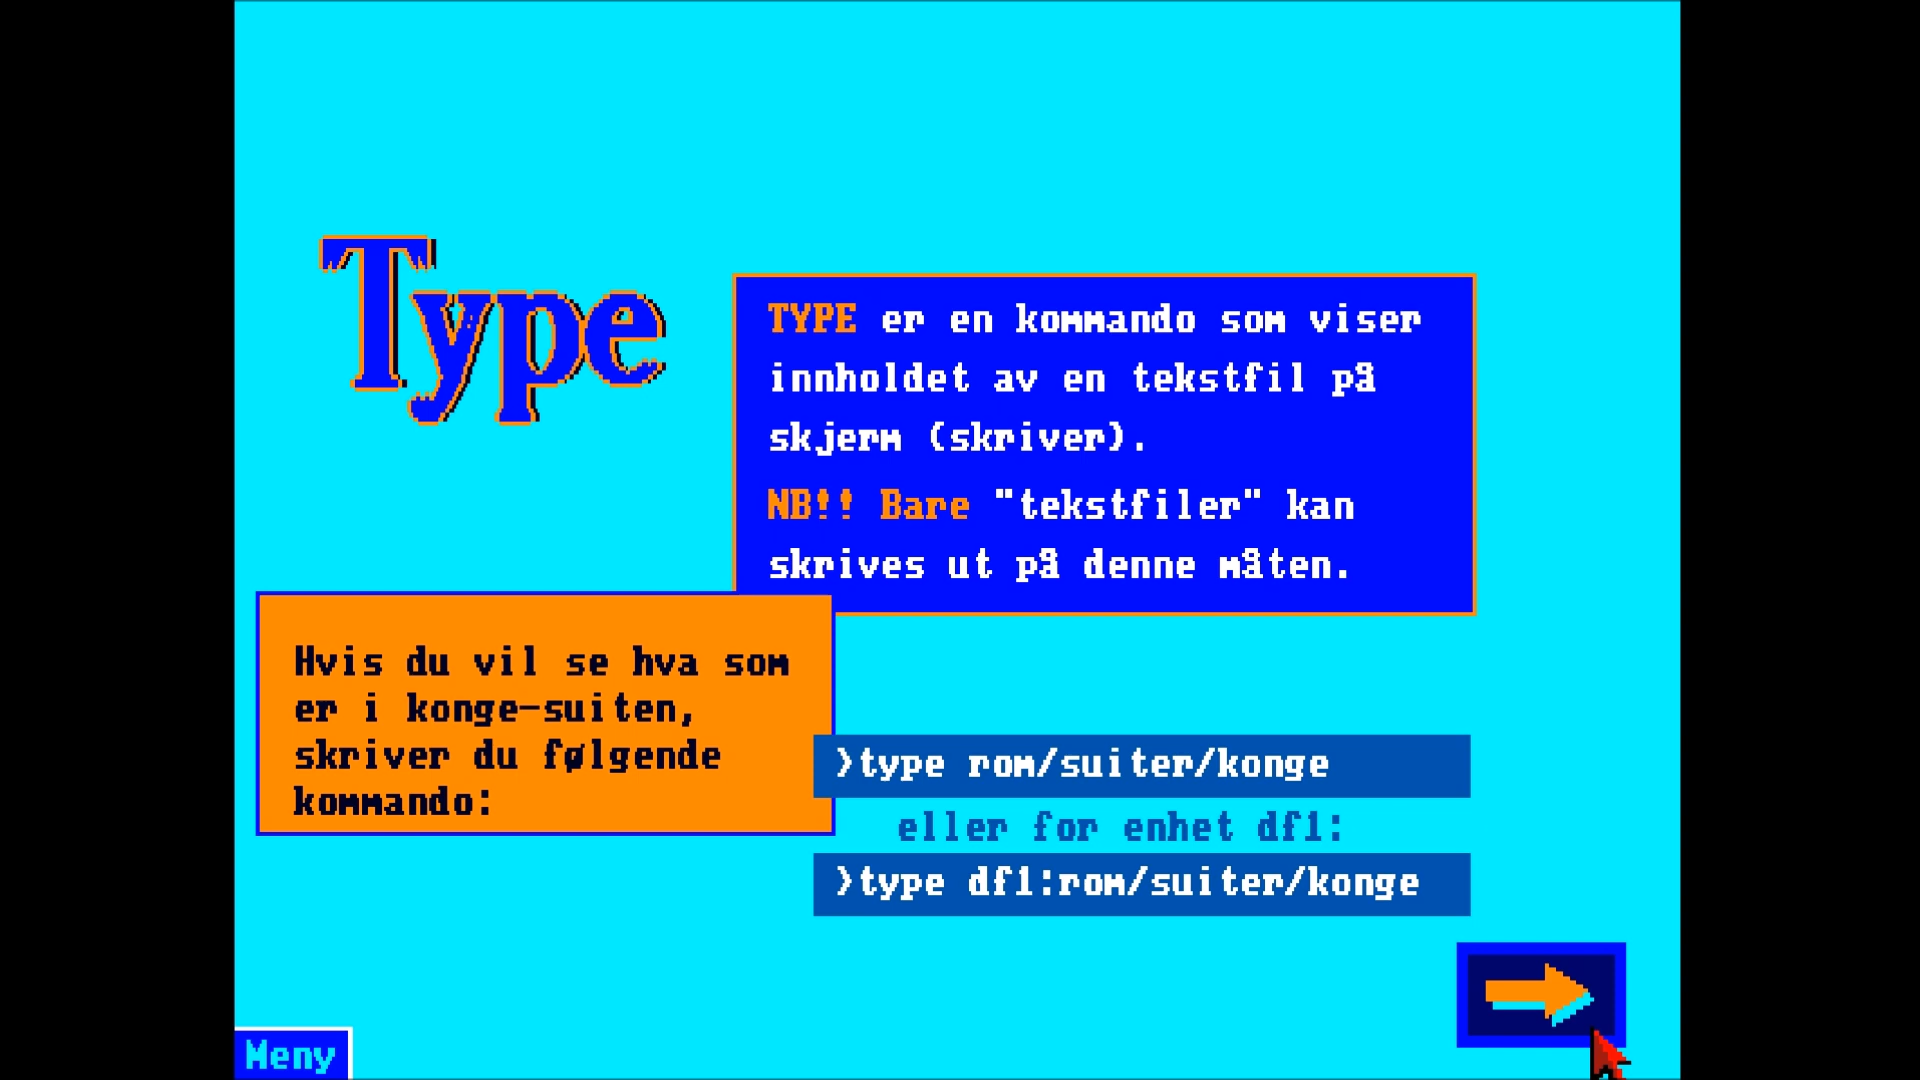 Type
TYPE er en kommando som viser
innholdet av en tekstfil på
skjerm (skriver).
NB!! Bare "tekstfiler" kan
skrives ut på denne måten.
Hvis du vil se hva som
er i konge-suiten,
skriver du følgende
kommando:
>type rom/suiter/konge
eller for enhet df1:
>type df1:rom/suiter/konge
Meny